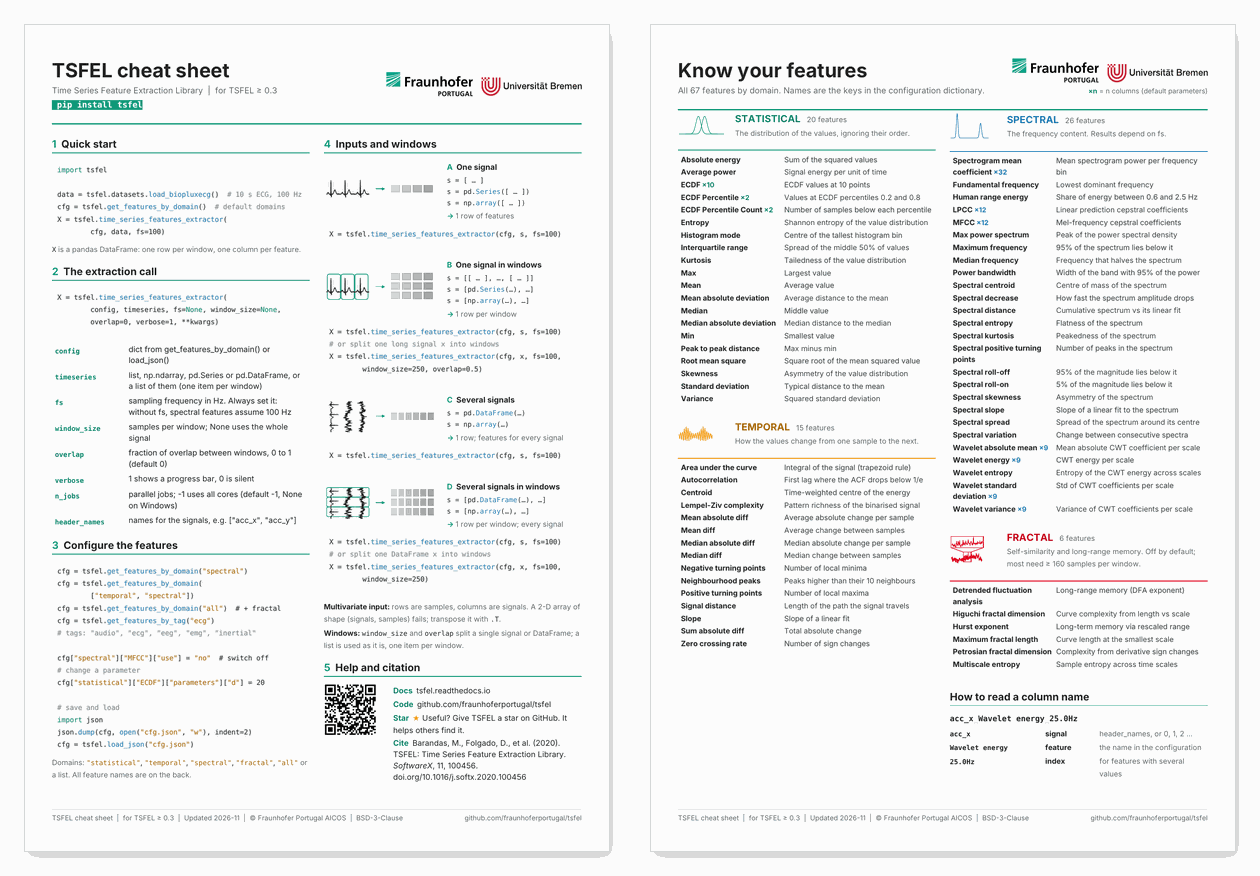 TSFEL cheat sheet
Time Series Feature Extraction Library | for TSFEL ≥ 0.3
pip install tsfel
Fraunhofer
PORTUGAL
Universität Bremen
1 Quick start
import tsfel
data = tsfel.datasets.load_biopluxecg() # 10 s ECG, 100 Hz
cfg = tsfel.get_features_by_domain() # default domains
X = tsfel.time_series_features_extractor(
cfg, data, fs=100)
X is a pandas DataFrame: one row per window, one column per feature.
2 The extraction call
X = tsfel.time_series_features_extractor(
config, timeseries, fs=None, window_size=None,
overlap=0, verbose=1, **kwargs)
config dict from get_features_by_domain() or
load_json()
timeseries list, np.ndarray, pd.Series or pd.DataFrame, or
a list of them (one item per window)
fs sampling frequency in Hz. Always set it:
without fs, spectral features assume 100 Hz
window_size samples per window; None uses the whole
signal
overlap fraction of overlap between windows, 0 to 1
(default 0)
verbose 1 shows a progress bar, 0 is silent
n_jobs parallel jobs; -1 uses all cores (default -1, None
on Windows)
header_names names for the signals, e.g. ["acc_x", "acc_y"]
3 Configure the features
cfg = tsfel.get_features_by_domain("spectral")
cfg = tsfel.get_features_by_domain(
["temporal", "spectral"])
cfg = tsfel.get_features_by_domain("all") # + fractal
cfg = tsfel.get_features_by_tag("ecg")
# tags: "audio", "ecg", "eeg", "emg", "inertial"
cfg["spectral"]["MFCC"]["use"] = "no" # switch off
# change a parameter
cfg["statistical"]["ECDF"]["parameters"]["d"] = 20
# save and load
import json
json.dump(cfg, open("cfg.json", "w"), indent=2)
cfg = tsfel.load_json("cfg.json")
Domains: "statistical", "temporal", "spectral", "fractal", "all" or
a list. All feature names are on the back.
4 Inputs and windows
A One signal
s = [ … ]
s = pd.Series([ … ])
s = np.array([ … ])
→ 1 row of features
X = tsfel.time_series_features_extractor(cfg, s, fs=100)
B One signal in windows
s = [[ … ], …, [ … ]]
s = [pd.Series(…), …]
s = [np.array(…), …]
→ 1 row per window
X = tsfel.time_series_features_extractor(cfg, s, fs=100)
# or split one long signal x into windows
X = tsfel.time_series_features_extractor(cfg, x, fs=100,
window_size=250, overlap=0.5)
C Several signals
s = pd.DataFrame(…)
s = np.array(…)
→ 1 row; features for every signal
X = tsfel.time_series_features_extractor(cfg, s, fs=100)
D Several signals in windows
s = [pd.DataFrame(…), …]
s = [np.array(…), …]
→ 1 row per window; every signal
X = tsfel.time_series_features_extractor(cfg, s, fs=100)
# or split one DataFrame x into windows
X = tsfel.time_series_features_extractor(cfg, x, fs=100,
window_size=250)
Multivariate input: rows are samples, columns are signals. A 2-D array of
shape (signals, samples) fails; transpose it with .T.
Windows: window_size and overlap split a single signal or DataFrame; a
list is used as it is, one item per window.
5 Help and citation
Docs tsfel.readthedocs.io
Code github.com/fraunhoferportugal/tsfel
Star ★ Useful? Give TSFEL a star on GitHub. It
helps others find it.
Cite Barandas, M., Folgado, D., et al. (2020).
TSFEL: Time Series Feature Extraction Library.
SoftwareX, 11, 100456.
doi.org/10.1016/j.softx.2020.100456
TSFEL cheat sheet | for TSFEL ≥ 0.3 | Updated 2026-11 | © Fraunhofer Portugal AICOS | BSD-3-Clause
github.com/fraunhoferportugal/tsfel
Know your features
All 67 features by domain. Names are the keys in the configuration dictionary.
Fraunhofer
PORTUGAL
Universität Bremen
×n = n columns (default parameters)
STATISTICAL 20 features
The distribution of the values, ignoring their order.
Absolute energy Sum of the squared values
Average power Signal energy per unit of time
ECDF ×10 ECDF values at 10 points
ECDF Percentile ×2 Values at ECDF percentiles 0.2 and 0.8
ECDF Percentile Count ×2 Number of samples below each percentile
Entropy Shannon entropy of the value distribution
Histogram mode Centre of the tallest histogram bin
Interquartile range Spread of the middle 50% of values
Kurtosis Tailedness of the value distribution
Max Largest value
Mean Average value
Mean absolute deviation Average distance to the mean
Median Middle value
Median absolute deviation Median distance to the median
Min Smallest value
Peak to peak distance Max minus min
Root mean square Square root of the mean squared value
Skewness Asymmetry of the value distribution
Standard deviation Typical distance to the mean
Variance Squared standard deviation
TEMPORAL 15 features
How the values change from one sample to the next.
Area under the curve Integral of the signal (trapezoid rule)
Autocorrelation First lag where the ACF drops below 1/e
Centroid Time-weighted centre of the energy
Lempel-Ziv complexity Pattern richness of the binarised signal
Mean absolute diff Average absolute change per sample
Mean diff Average change between samples
Median absolute diff Median absolute change per sample
Median diff Median change between samples
Negative turning points Number of local minima
Neighbourhood peaks Peaks higher than their 10 neighbours
Positive turning points Number of local maxima
Signal distance Length of the path the signal travels
Slope Slope of a linear fit
Sum absolute diff Total absolute change
Zero crossing rate Number of sign changes
SPECTRAL 26 features
The frequency content. Results depend on fs.
Spectrogram mean Mean spectrogram power per frequency
coefficient ×32 bin
Fundamental frequency Lowest dominant frequency
Human range energy Share of energy between 0.6 and 2.5 Hz
LPCC ×12 Linear prediction cepstral coefficients
MFCC ×12 Mel-frequency cepstral coefficients
Max power spectrum Peak of the power spectral density
Maximum frequency 95% of the spectrum lies below it
Median frequency Frequency that halves the spectrum
Power bandwidth Width of the band with 95% of the power
Spectral centroid Centre of mass of the spectrum
Spectral decrease How fast the spectrum amplitude drops
Spectral distance Cumulative spectrum vs its linear fit
Spectral entropy Flatness of the spectrum
Spectral kurtosis Peakedness of the spectrum
Spectral positive turning Number of peaks in the spectrum
points
Spectral roll-off 95% of the magnitude lies below it
Spectral roll-on 5% of the magnitude lies below it
Spectral skewness Asymmetry of the spectrum
Spectral slope Slope of a linear fit to the spectrum
Spectral spread Spread of the spectrum around its centre
Spectral variation Change between consecutive spectra
Wavelet absolute mean ×9 Mean absolute CWT coefficient per scale
Wavelet energy ×9 CWT energy per scale
Wavelet entropy Entropy of the CWT energy across scales
Wavelet standard Std of CWT coefficients per scale
deviation ×9
Wavelet variance ×9 Variance of CWT coefficients per scale
FRACTAL 6 features
Self-similarity and long-range memory. Off by default;
most need ≥ 160 samples per window.
Detrended fluctuation Long-range memory (DFA exponent)
analysis
Higuchi fractal dimension Curve complexity from length vs scale
Hurst exponent Long-term memory via rescaled range
Maximum fractal length Curve length at the smallest scale
Petrosian fractal dimension Complexity from derivative sign changes
Multiscale entropy Sample entropy across time scales
How to read a column name
acc_x Wavelet energy 25.0Hz
acc_x signal header_names, or 0, 1, 2 …
Wavelet energy feature the name in the configuration
25.0Hz index for features with several
values
TSFEL cheat sheet | for TSFEL ≥ 0.3 | Updated 2026-11 | © Fraunhofer Portugal AICOS | BSD-3-Clause
github.com/fraunhoferportugal/tsfel